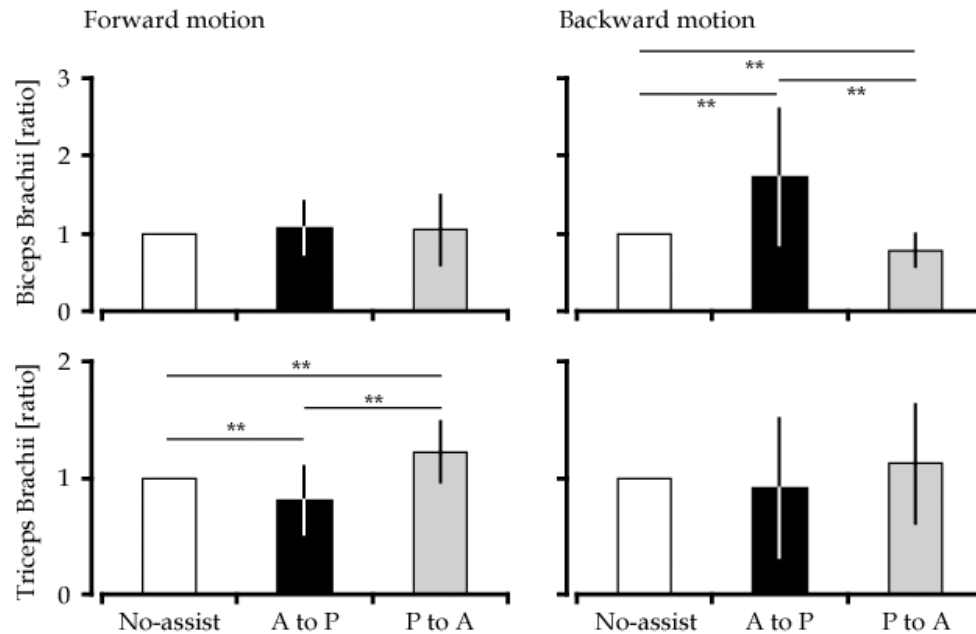 Forward motion
Backward motion
Biceps Brachii [ratio]
3
2
1
0
**
**
**
Triceps Brachii [ratio]
2
1
0
**
**
**
No-assist
A to P
P to A
No-assist
A to P
P to A